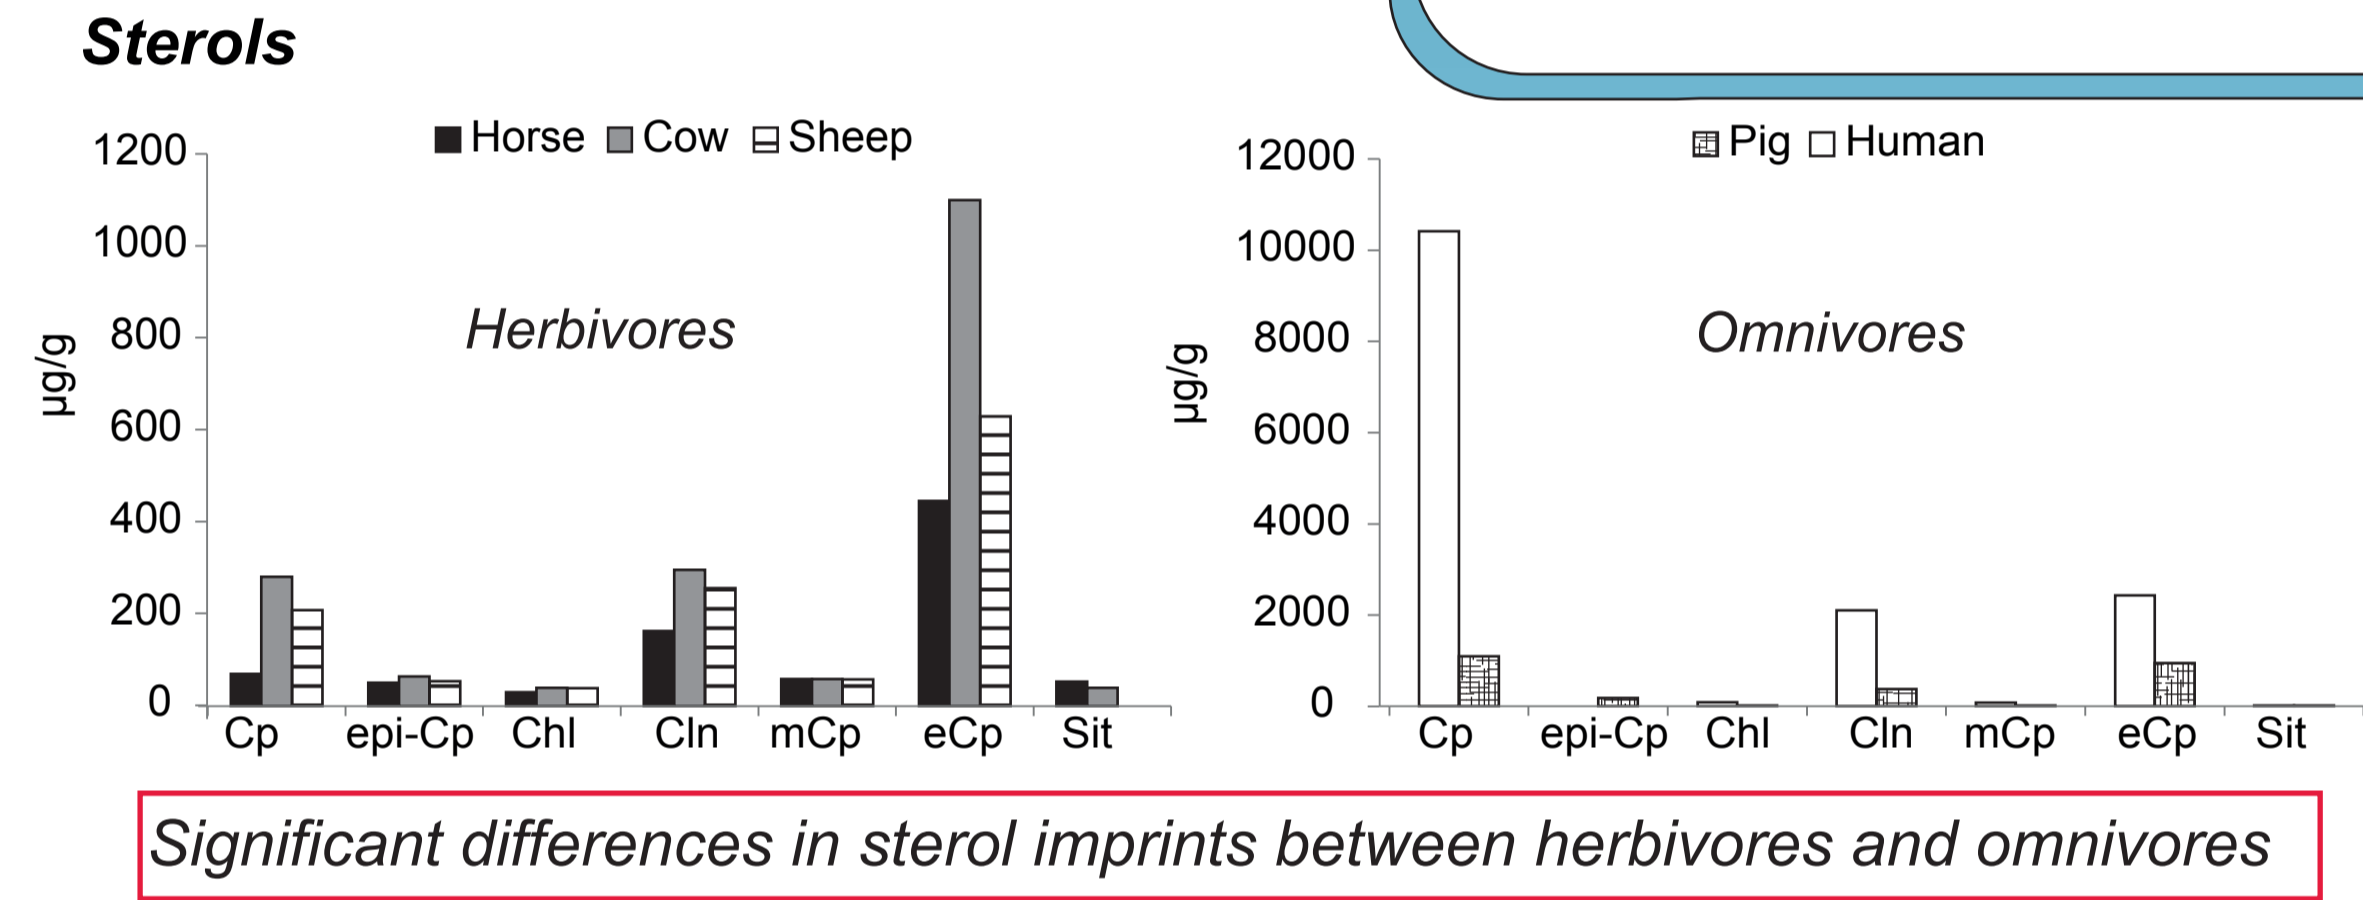 Sterols
Horse Cow Sheep
1200
1000
800
600
400
200
0
µg/g
Herbivores
Cp epi-Cp Chl Cln mCp eCp Sit
Pig Human
12000
10000
8000
6000
4000
2000
0
µg/g
Omnivores
Cp epi-Cp Chl Cln mCp eCp Sit
Significant differences in sterol imprints between herbivores and omnivores